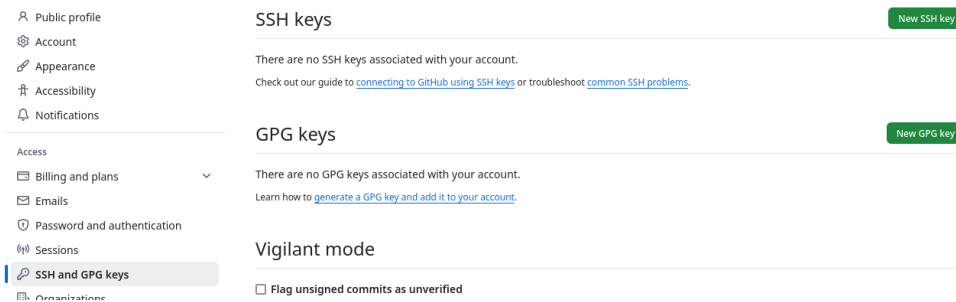 Public profile
Account
Appearance
Accessibility
Notifications
Access
Billing and plans
Emails
Password and authentication
Sessions
SSH and GPG keys
Organizations
SSH keys
New SSH key
There are no SSH keys associated with your account.
Check out our guide to connecting to GitHub using SSH keys or troubleshoot common SSH problems.
GPG keys
New GPG key
There are no GPG keys associated with your account.
Learn how to generate a GPG key and add it to your account.
Vigilant mode
Flag unsigned commits as unverified